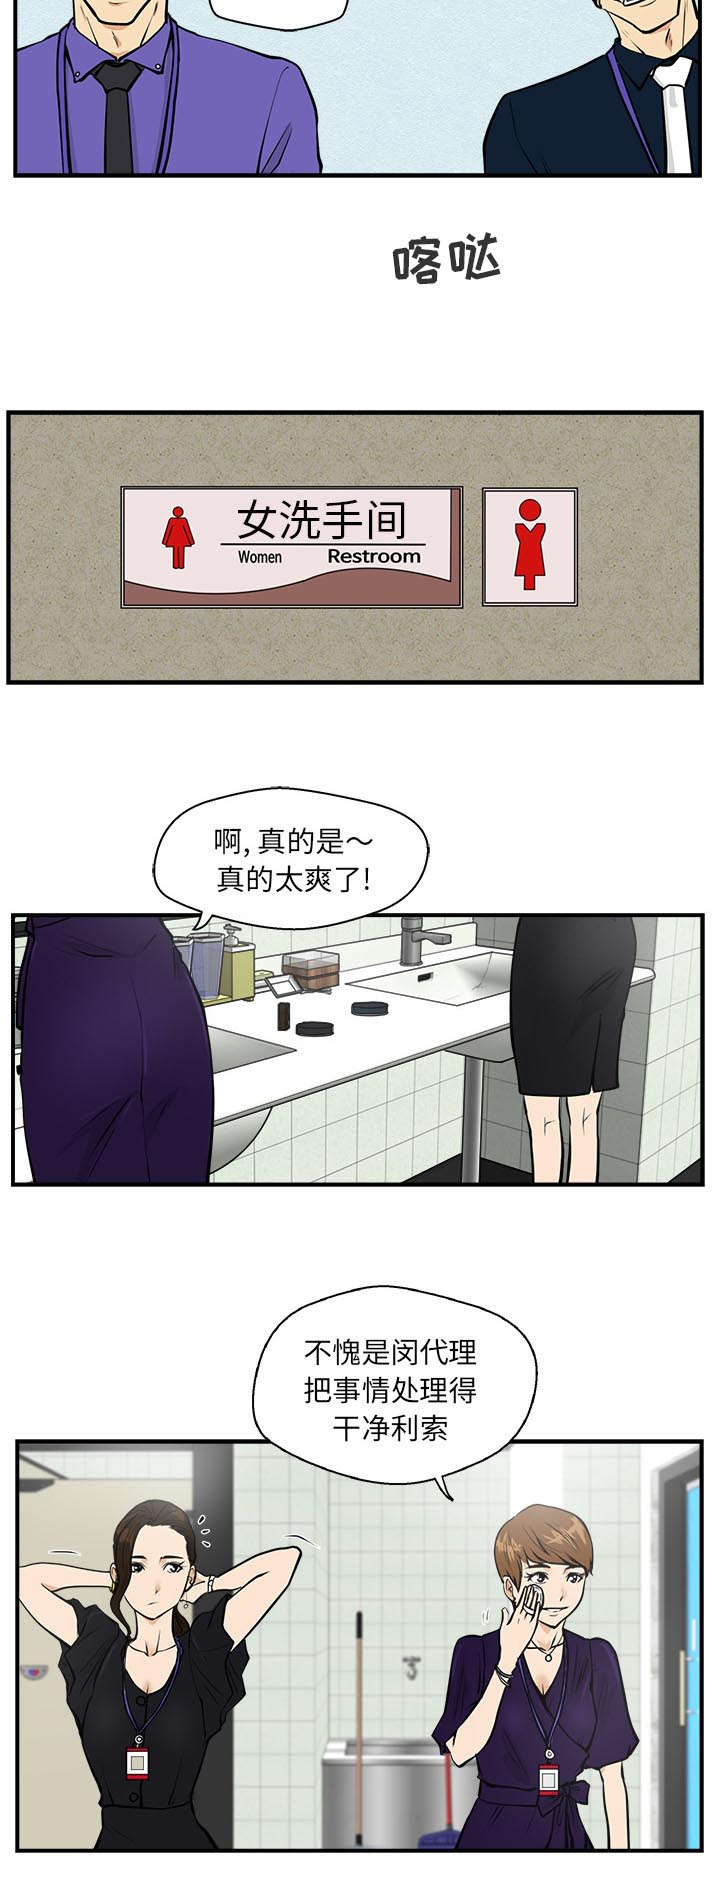 喀哒
女洗手间
Women Restroom
啊, 真的是～
真的太爽了!
不愧是闵代理
把事情处理得
干净利索